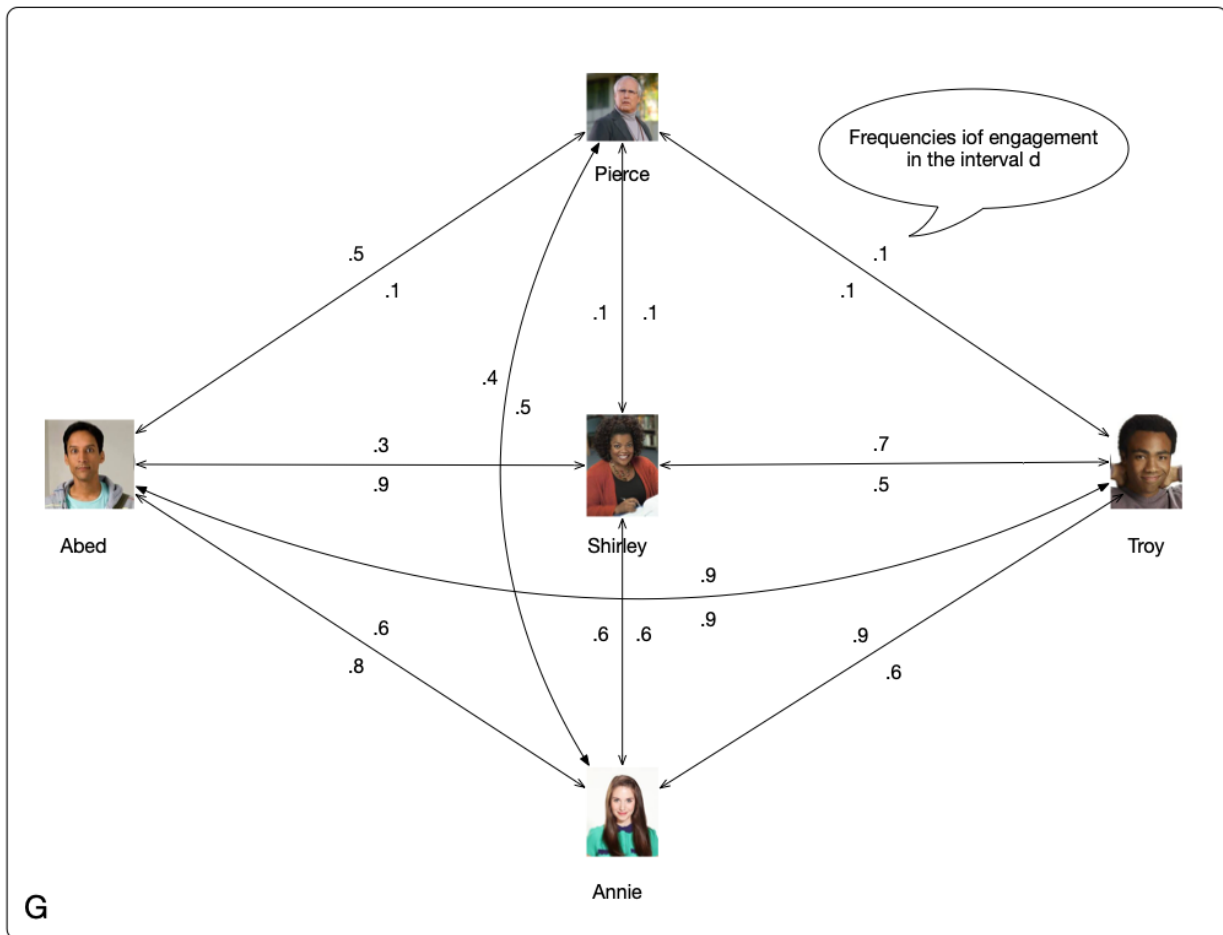 Frequencies iof engagement
in the interval d
Pierce
.5
.1
.1
.1
.1
.1
.4
.5
.3
.9
.7
.5
Abed
Shirley
Troy
.9
.9
.6
.8
.6
.6
.9
.6
Annie
G